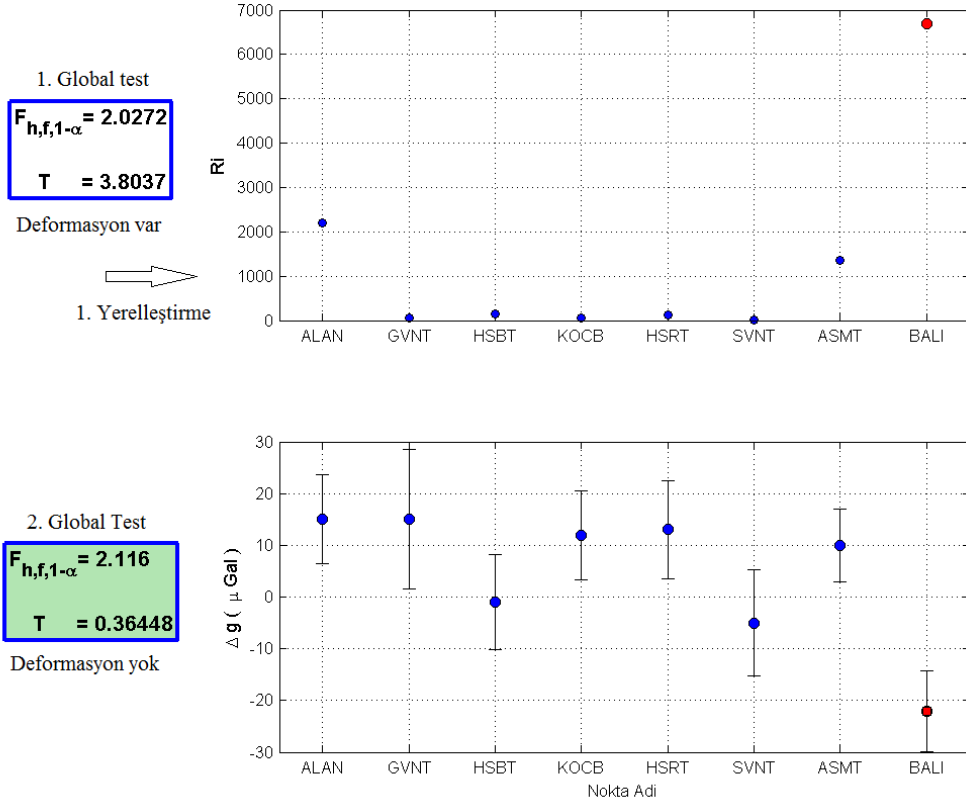 1. Global test
F h,f,1-α = 2.0272
T = 3.8037
Deformasyon var
1. Yerelleştirme
Ri
7000
6000
5000
4000
3000
2000
1000
0
ALAN GVNT HSBT KOCB HSRT SVNT ASMT BALI
2. Global Test
F h,f,1-α = 2.116
T = 0.36448
Deformasyon yok
Δ g ( μ Gal )
30
20
10
0
-10
-20
-30
ALAN GVNT HSBT KOCB HSRT SVNT ASMT BALI
Nokta Adi